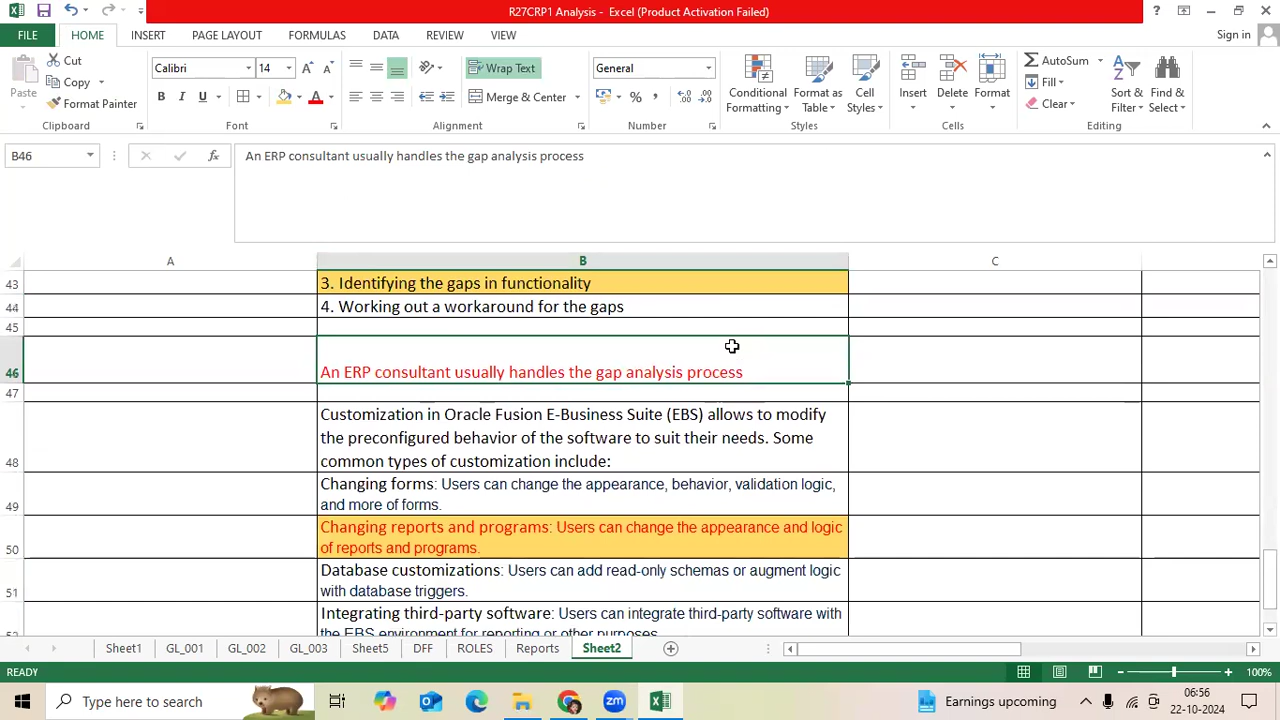 R27CRP1 Analysis - Excel (Product Activation Failed)
FILE HOME INSERT PAGE LAYOUT FORMULAS DATA REVIEW VIEW Sign in
Cut
Copy
Format Painter
Paste
Clipboard
Calibri 14
B I U
Font
Wrap Text
Merge & Center
Alignment
General
Number
Conditional Formatting
Format as Table
Cell Styles
Styles
Insert
Delete
Format
Cells
AutoSum
Fill
Clear
Sort & Filter
Find & Select
Editing
B46 An ERP consultant usually handles the gap analysis process
A B C
43 3. Identifying the gaps in functionality
44 4. Working out a workaround for the gaps
45
46 An ERP consultant usually handles the gap analysis process
47
Customization in Oracle Fusion E-Business Suite (EBS) allows to modify
the preconfigured behavior of the software to suit their needs. Some
48 common types of customization include:
Changing forms: Users can change the appearance, behavior, validation logic,
49 and more of forms.
Changing reports and programs: Users can change the appearance and logic
50 of reports and programs.
Database customizations: Users can add read-only schemas or augment logic
51 with database triggers.
Integrating third-party software: Users can integrate third-party software with
the EBS environment for reporting or other purposes.
Sheet1 GL_001 GL_002 GL_003 Sheet5 DFF ROLES Reports Sheet2
READY 100%
Type here to search
Earnings upcoming
06:56
22-10-2024